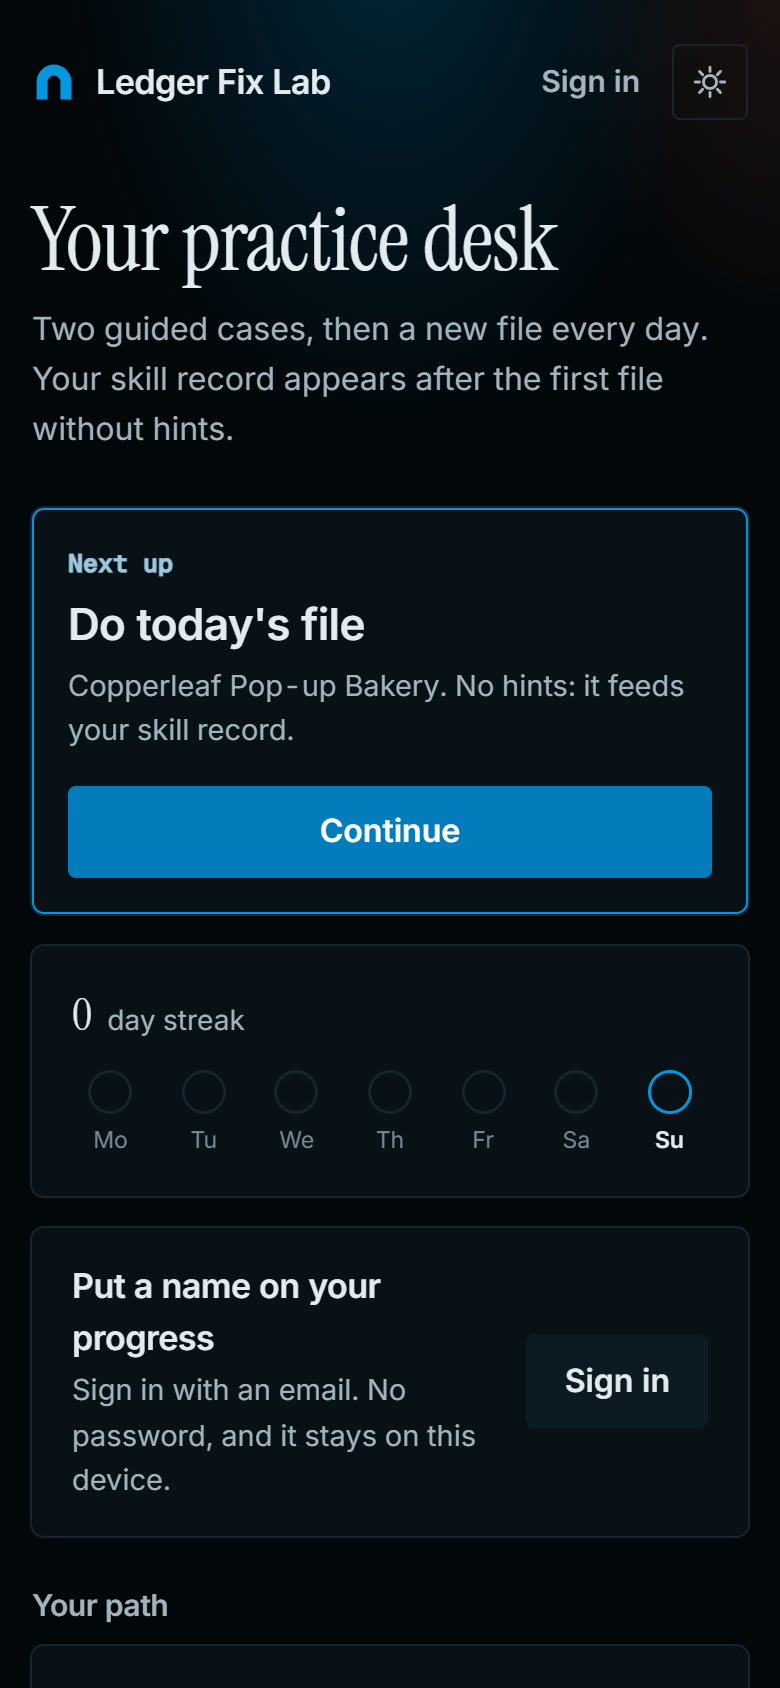 Ledger Fix Lab
Sign in
Your practice desk
Two guided cases, then a new file every day.
Your skill record appears after the first file
without hints.
Next up
Do today's file
Copperleaf Pop-up Bakery. No hints: it feeds
your skill record.
Continue
0 day streak
Mo Tu We Th Fr Sa Su
Put a name on your
progress
Sign in with an email. No
password, and it stays on this
device.
Sign in
Your path